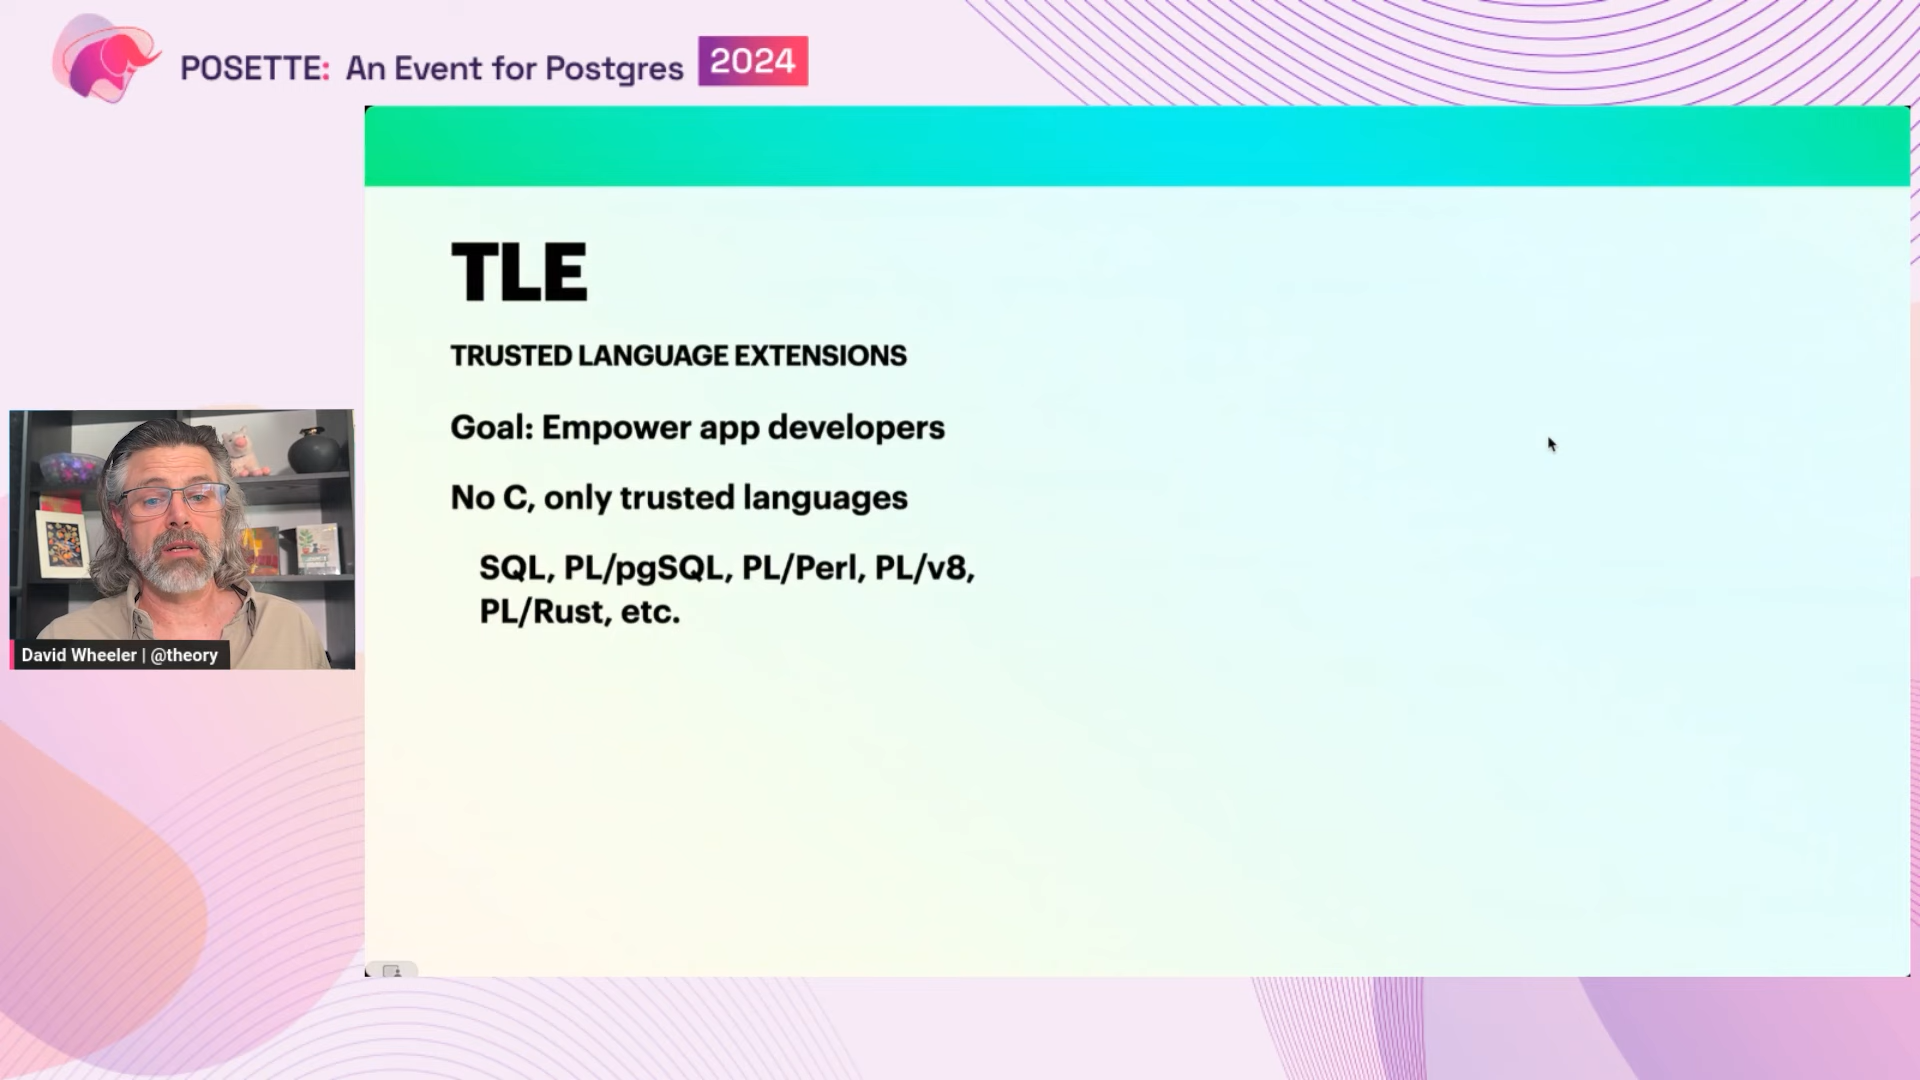 POSETTE: An Event for Postgres 2024
TLE
TRUSTED LANGUAGE EXTENSIONS
Goal: Empower app developers
No C, only trusted languages
SQL, PL/pgSQL, PL/Perl, PL/v8,
PL/Rust, etc.
David Wheeler | @theory